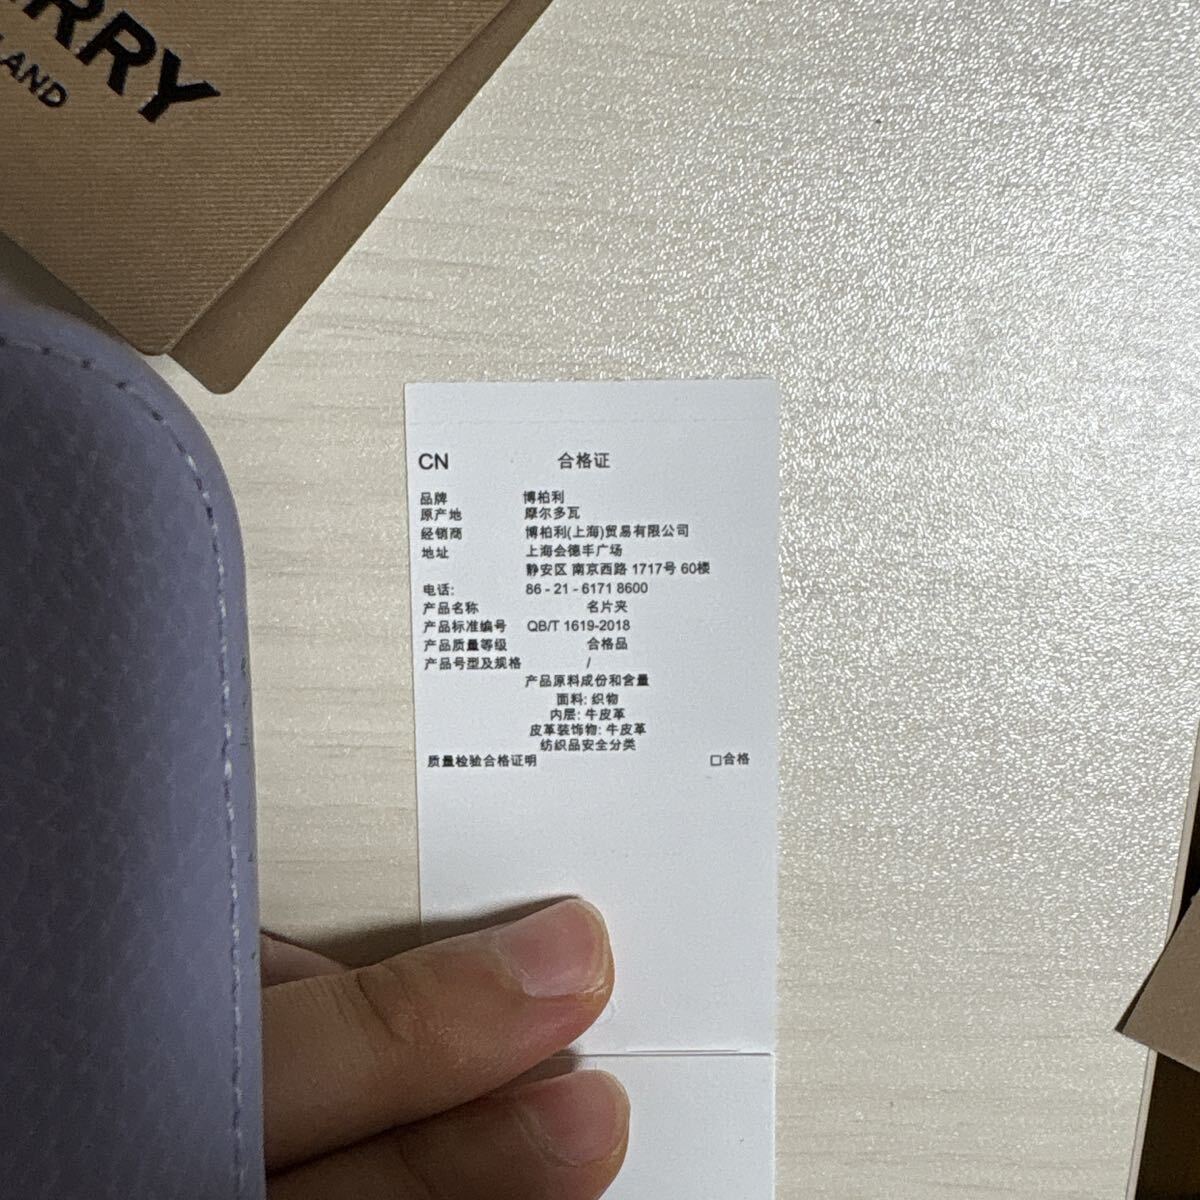 RRY
LAND
CN 合格证
品牌 博柏利
原产地 摩尔多瓦
经销商 博柏利(上海)贸易有限公司
地址 上海会德丰广场
静安区 南京西路 1717号 60楼
电话: 86 - 21 - 6171 8600
产品名称 名片夹
产品标准编号 QB/T 1619-2018
产品质量等级 合格品
产品号型及规格 /
产品原料成份和含量
面料: 织物
内层: 牛皮革
皮革装饰物: 牛皮革
纺织品安全分类
质量检验合格证明 □合格